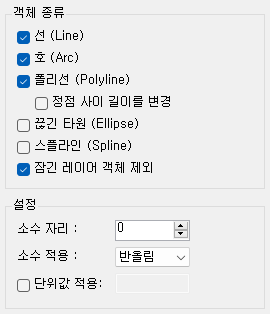 객체 종류
선 (Line)
호 (Arc)
폴리선 (Polyline)
정점 사이 길이를 변경
끊긴 타원 (Ellipse)
스플라인 (Spline)
잠긴 레이어 객체 제외
설정
소수 자리 : 0
소수 적용 : 반올림
단위값 적용: